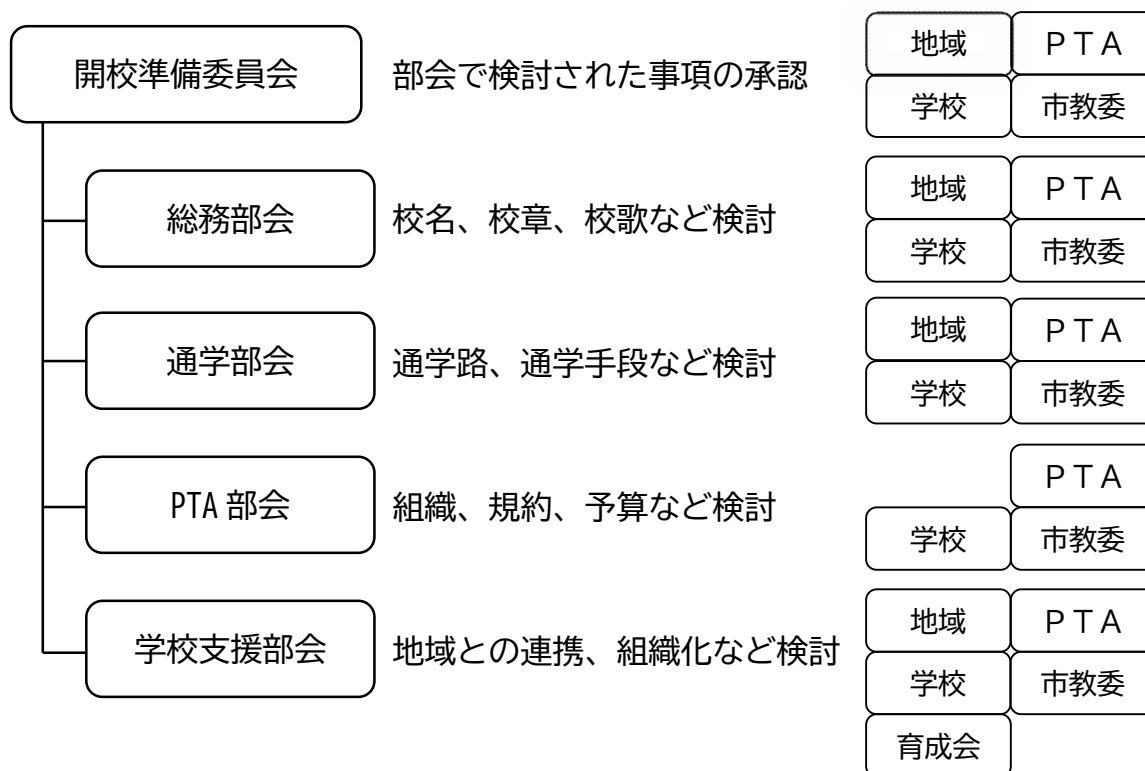 開校準備委員会 部会で検討された事項の承認 地域 ＰＴＡ
学校 市教委
総務部会 校名、校章、校歌など検討 地域 ＰＴＡ
学校 市教委
通学部会 通学路、通学手段など検討 地域 ＰＴＡ
学校 市教委
PTA 部会 組織、規約、予算など検討 ＰＴＡ
学校 市教委
学校支援部会 地域との連携、組織化など検討 地域 ＰＴＡ
学校 市教委
育成会